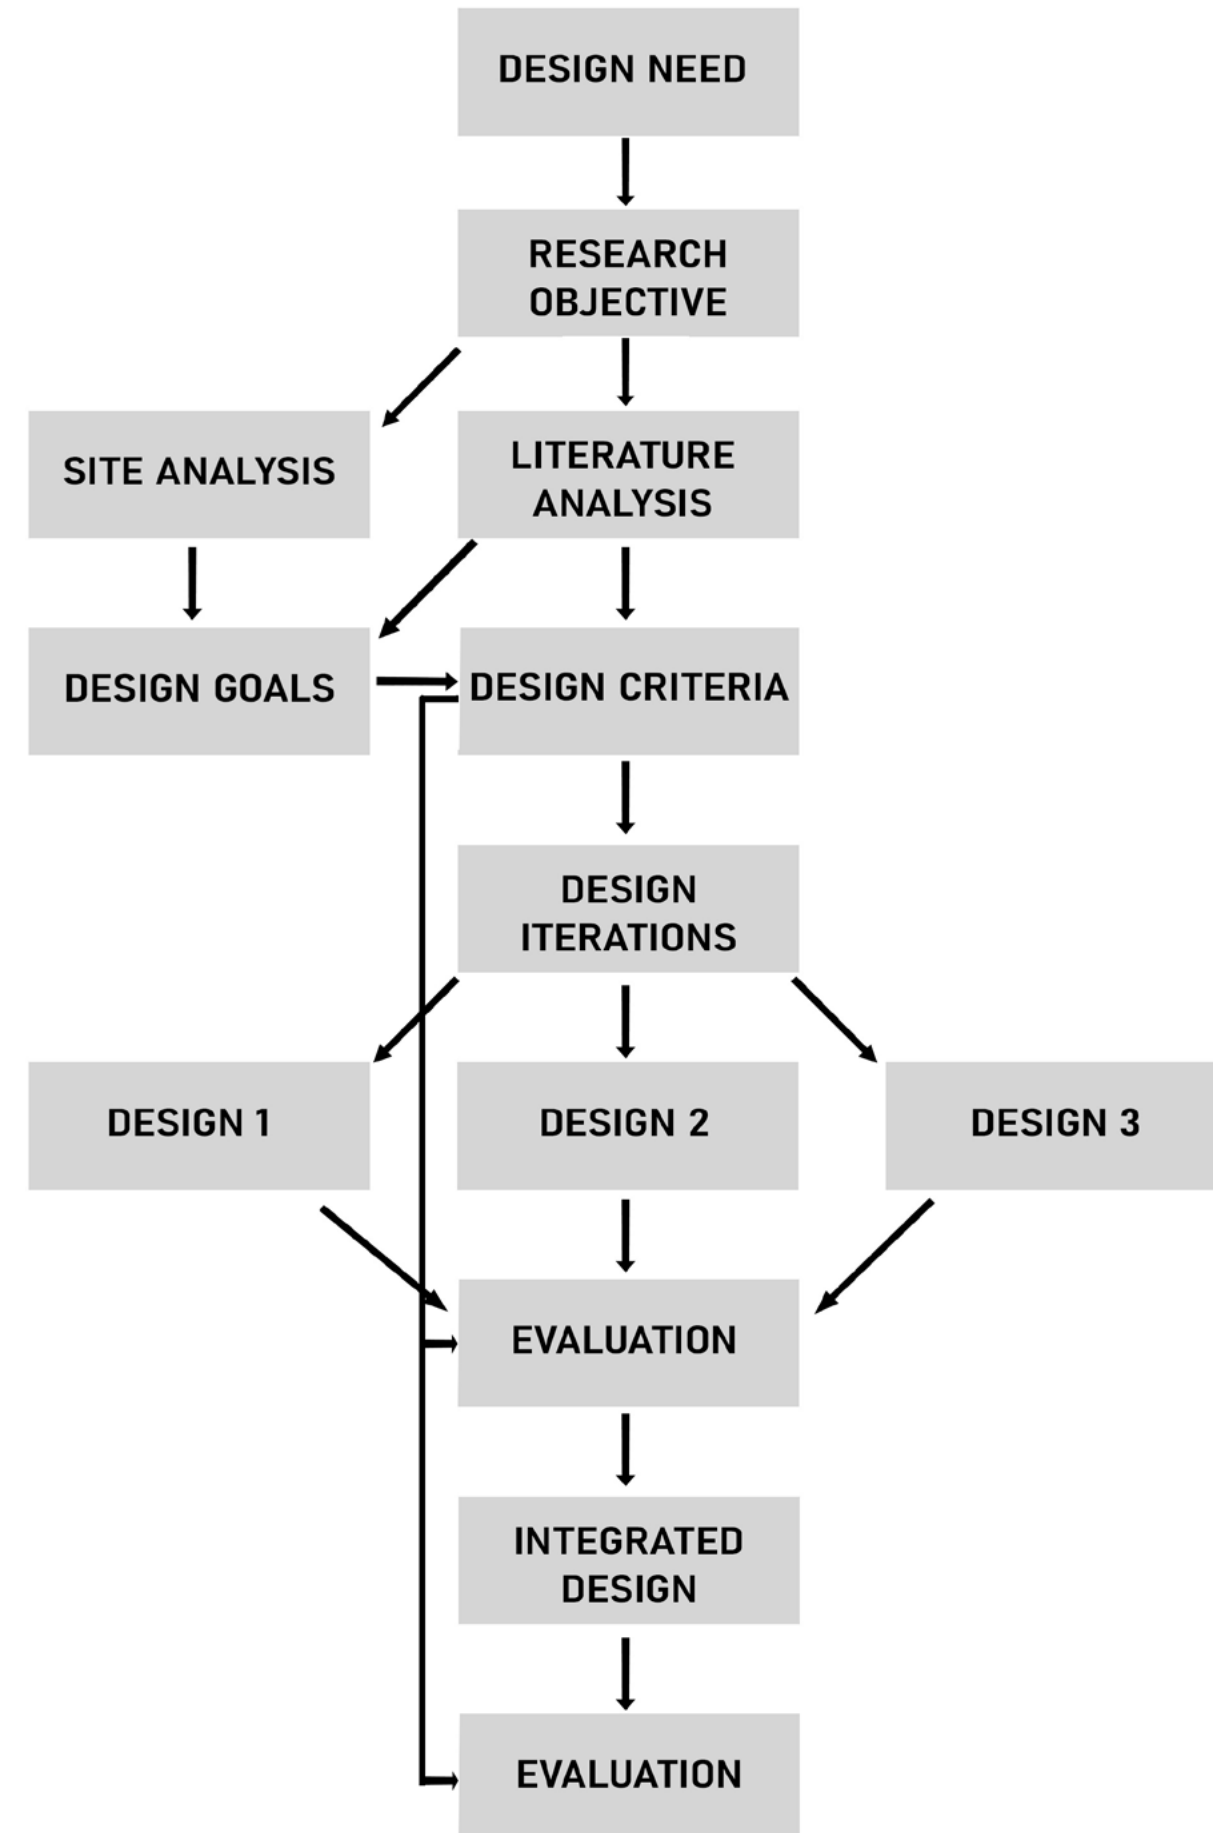 DESIGN NEED
RESEARCH
OBJECTIVE
SITE ANALYSIS
LITERATURE
ANALYSIS
DESIGN GOALS
DESIGN CRITERIA
DESIGN
ITERATIONS
DESIGN 1
DESIGN 2
DESIGN 3
EVALUATION
INTEGRATED
DESIGN
EVALUATION